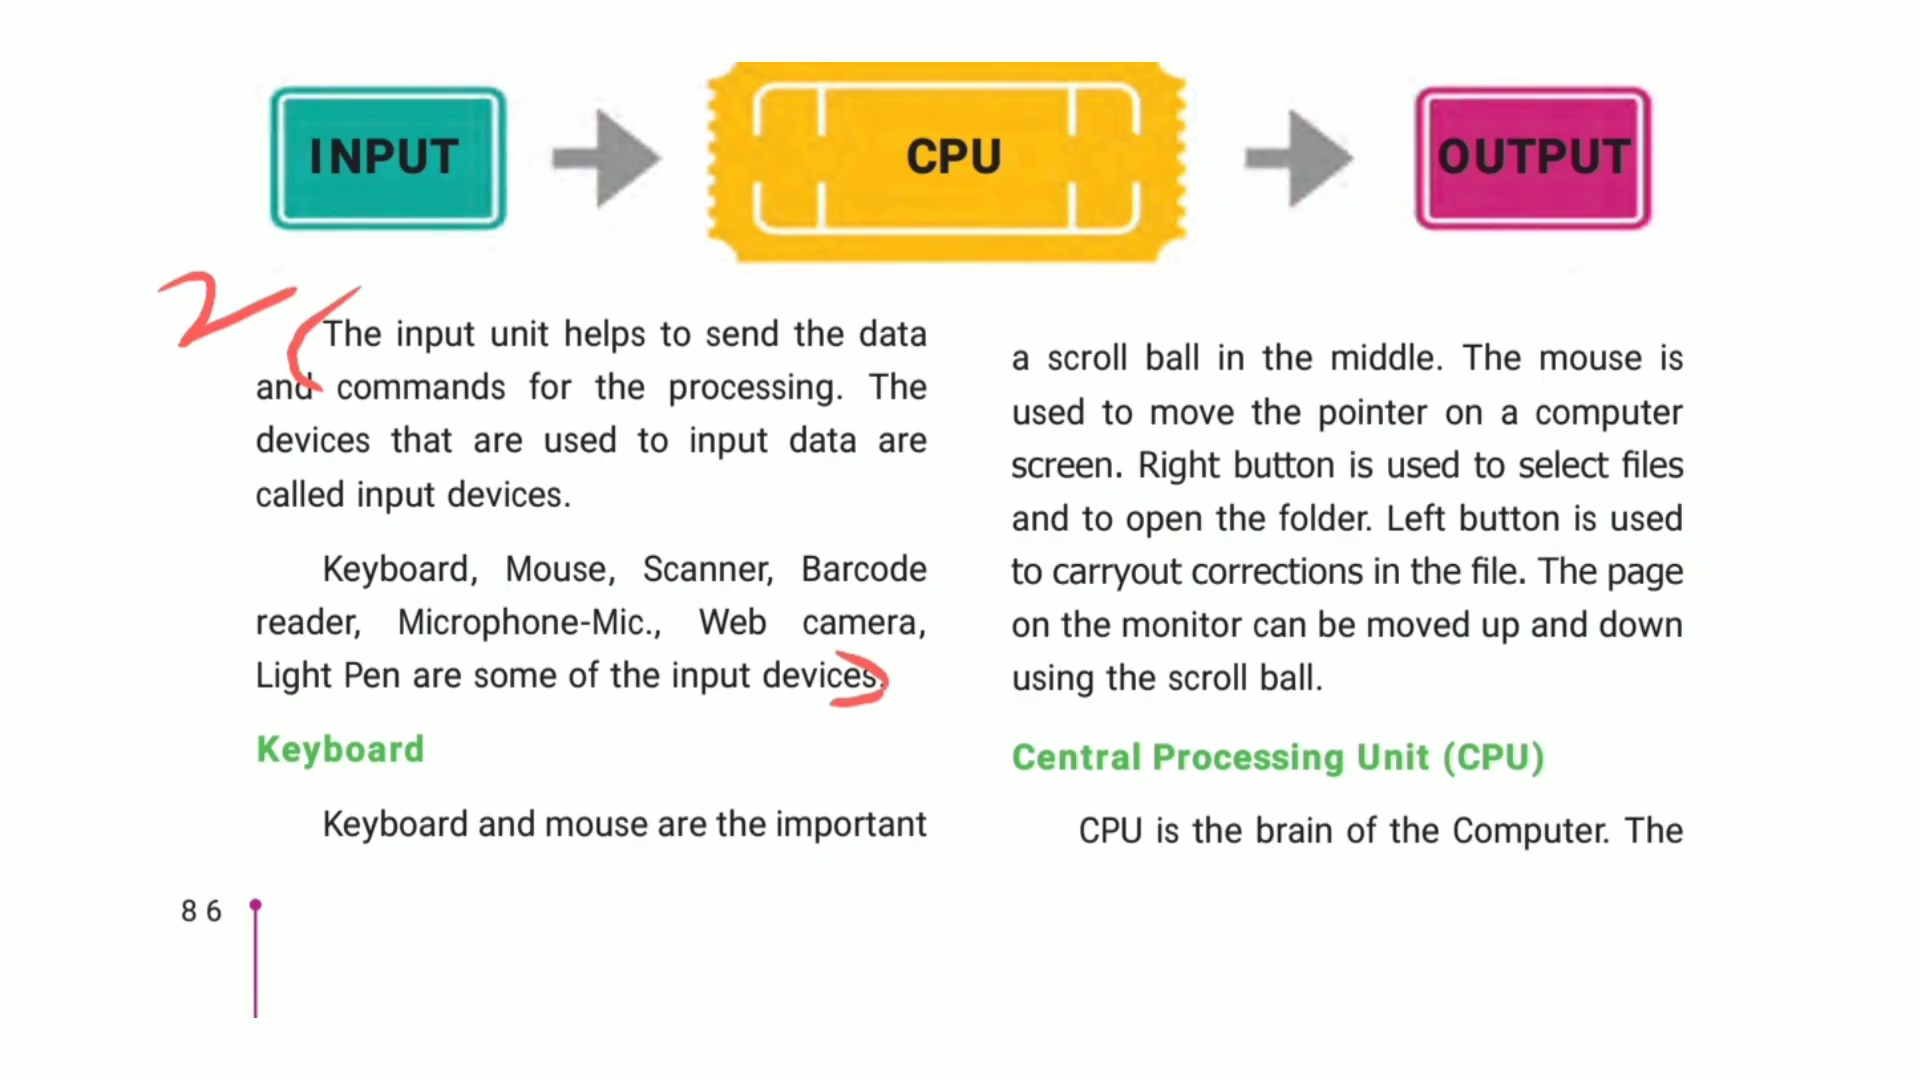 INPUT
CPU
OUTPUT
2
The input unit helps to send the data
and commands for the processing. The
devices that are used to input data are
called input devices.
Keyboard, Mouse, Scanner, Barcode
reader, Microphone-Mic., Web camera,
Light Pen are some of the input devices.
Keyboard
Keyboard and mouse are the important
a scroll ball in the middle. The mouse is
used to move the pointer on a computer
screen. Right button is used to select files
and to open the folder. Left button is used
to carryout corrections in the file. The page
on the monitor can be moved up and down
using the scroll ball.
Central Processing Unit (CPU)
CPU is the brain of the Computer. The
86